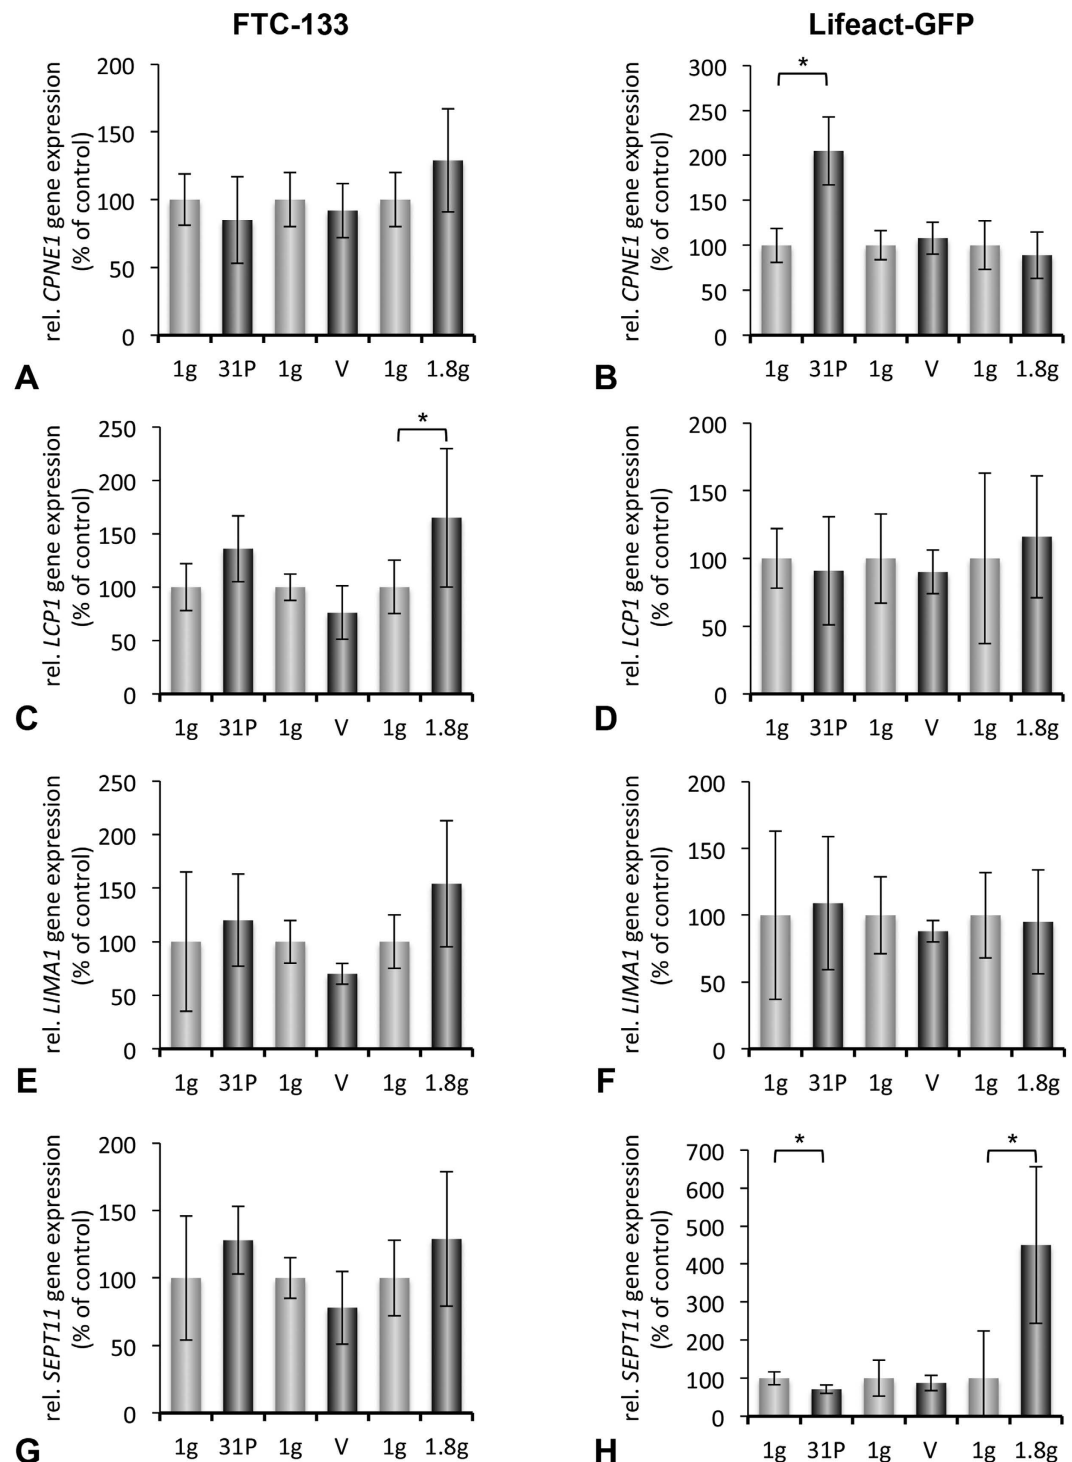 FTC-133
Lifeact-GFP
rel. CPNE1 gene expression
(% of control)
200
150
100
50
0
1g 31P 1g V 1g 1.8g
A
rel. CPNE1 gene expression
(% of control)
300
250
200
150
100
50
0
*
1g 31P 1g V 1g 1.8g
B
rel. LCP1 gene expression
(% of control)
250
200
150
100
50
0
*
1g 31P 1g V 1g 1.8g
C
rel. LCP1 gene expression
(% of control)
200
150
100
50
0
1g 31P 1g V 1g 1.8g
D
rel. LIMA1 gene expression
(% of control)
250
200
150
100
50
0
1g 31P 1g V 1g 1.8g
E
rel. LIMA1 gene expression
(% of control)
200
150
100
50
0
1g 31P 1g V 1g 1.8g
F
rel. SEPT11 gene expression
(% of control)
200
150
100
50
0
1g 31P 1g V 1g 1.8g
G
rel. SEPT11 gene expression
(% of control)
700
600
500
400
300
200
100
0
* *
1g 31P 1g V 1g 1.8g
H